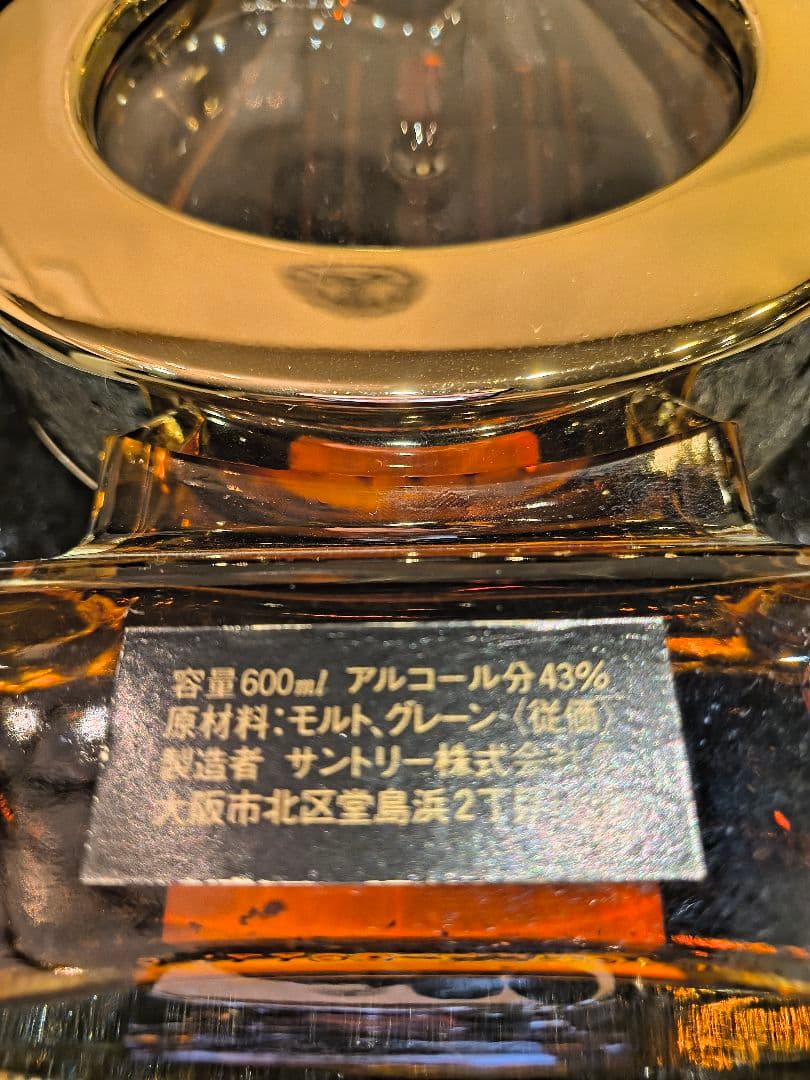 容量600ml アルコール分43%
原材料:モルト、グレーン〈従価〉
製造者 サントリー株式会社
大阪市北区堂島浜2丁目